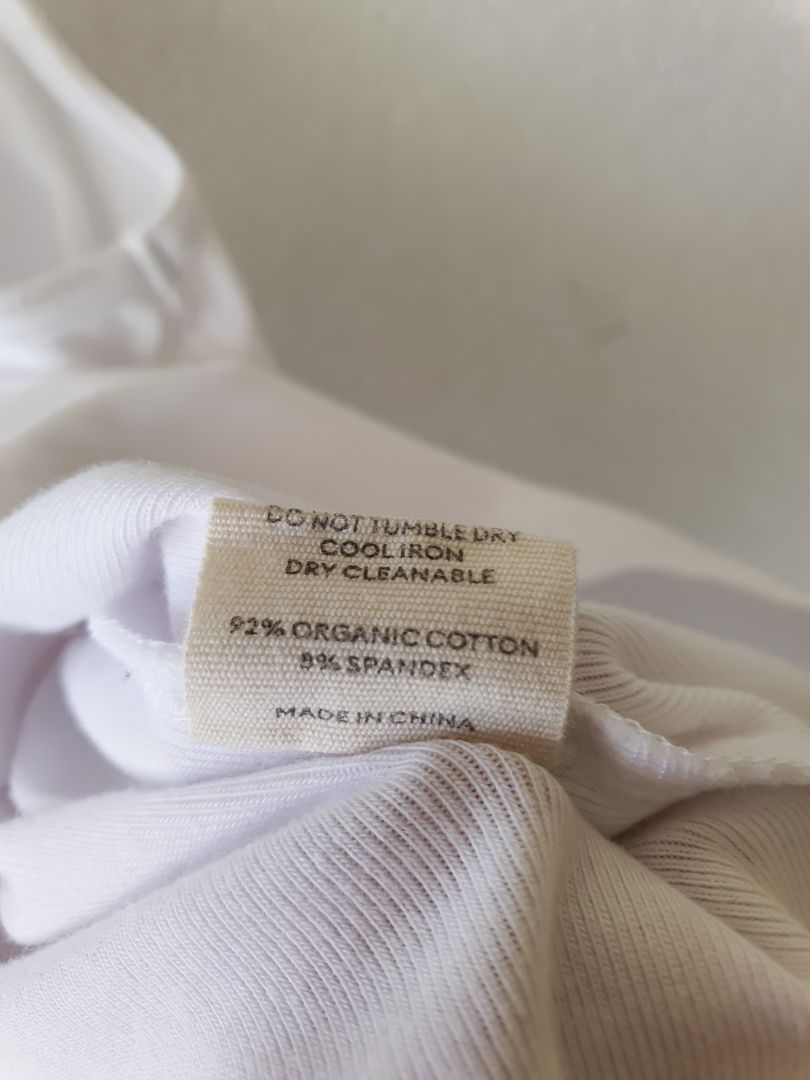 DO NOT TUMBLE DRY
COOL IRON
DRY CLEANABLE
92% ORGANIC COTTON
8% SPANDEX
MADE IN CHINA